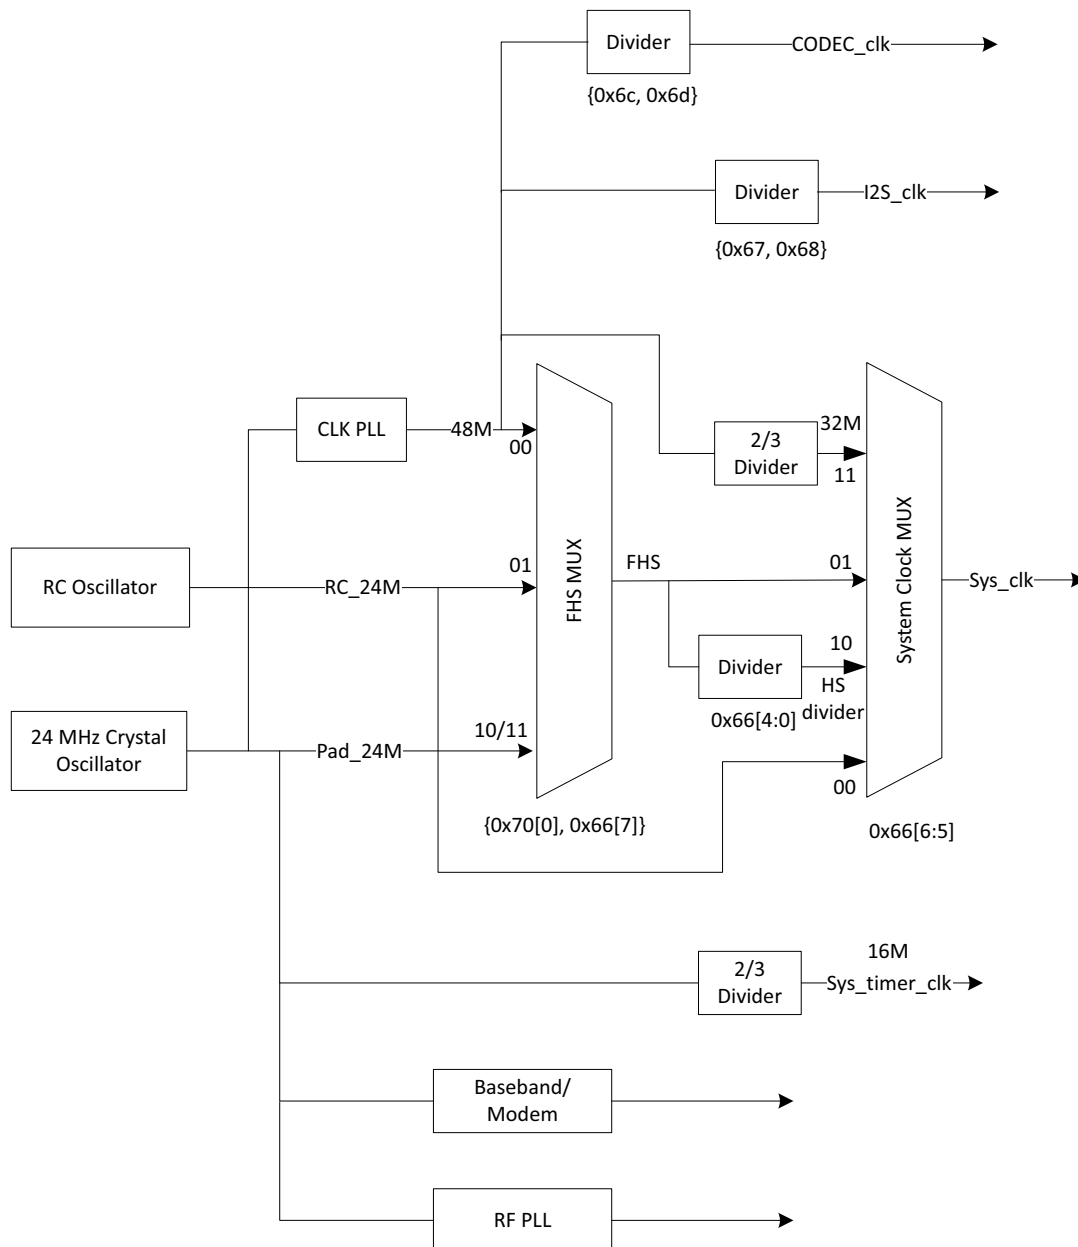 Divider
CODEC_clk
{0x6c, 0x6d}
Divider
I2S_clk
{0x67, 0x68}
CLK PLL
48M
00
2/3
Divider
32M
11
RC Oscillator
RC_24M
01
FHS MUX
FHS
01
System Clock MUX
Sys_clk
Divider
10
HS
divider
0x66[4:0]
24 MHz Crystal
Oscillator
Pad_24M
10/11
00
{0x70[0], 0x66[7]}
0x66[6:5]
2/3
Divider
16M
Sys_timer_clk
Baseband/
Modem
RF PLL